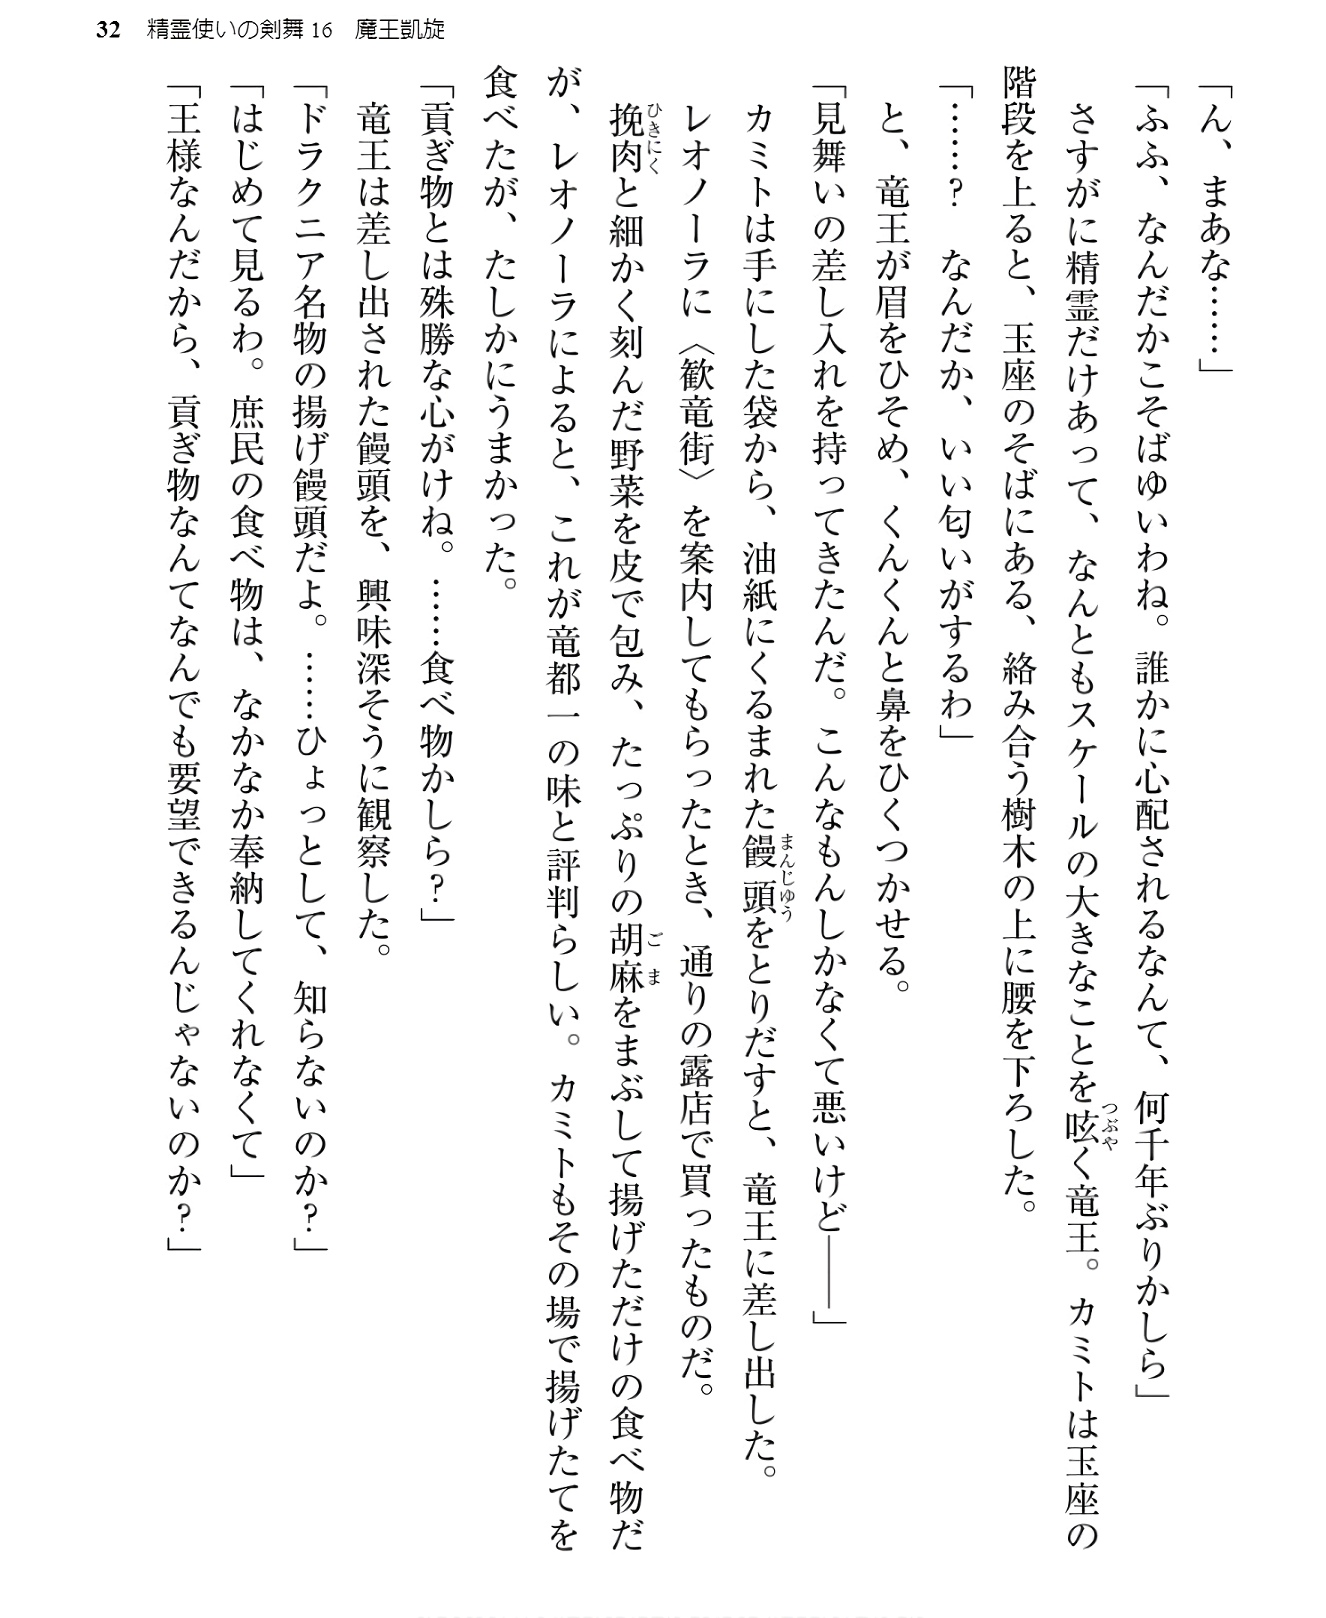 32 精霊使いの剣舞16 魔王凱旋
「ん、まあな……」
「ふふ、なんだかこそばゆいわね。誰かに心配されるなんて、何千年ぶりかしら」
さすがに精霊だけあって、なんともスケールの大きなことを呟く竜王。カミトは玉座の
階段を上ると、玉座のそばにある、絡み合う樹木の上に腰を下ろした。
「……? なんだか、いい匂いがするわ」
と、竜王が眉をひそめ、くんくんと鼻をひくつかせる。
「見舞いの差し入れを持ってきたんだ。こんなもんしかなくて悪いけど――」
カミトは手にした袋から、油紙にくるまれた饅頭をとりだすと、竜王に差し出した。
レオノーラに〈歓竜街〉を案内してもらったとき、通りの露店で買ったものだ。
挽肉と細かく刻んだ野菜を皮で包み、たっぷりの胡麻をまぶして揚げただけの食べ物だ
が、レオノーラによると、これが竜都一の味と評判らしい。カミトもその場で揚げたてを
食べたが、たしかにうまかった。
「貢ぎ物とは殊勝な心がけね。……食べ物かしら?」
竜王は差し出された饅頭を、興味深そうに観察した。
「ドラクニア名物の揚げ饅頭だよ。……ひょっとして、知らないのか?」
「はじめて見るわ。庶民の食べ物は、なかなか奉納してくれなくて」
「王様なんだから、貢ぎ物なんてなんでも要望できるんじゃないのか?」